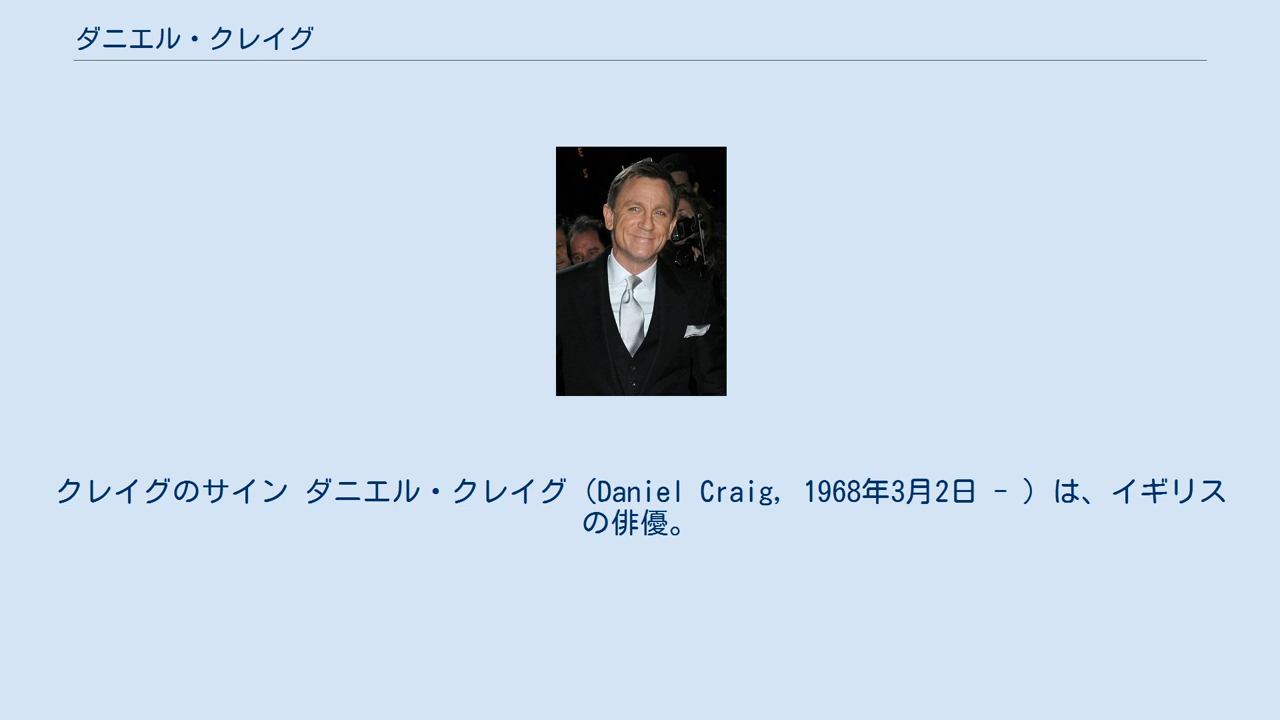 ダニエル・クレイグ
E
S
クレイグのサイン ダニエル・クレイグ（Daniel Craig, 1968年3月2日 - ）は、イギリス
の俳優。